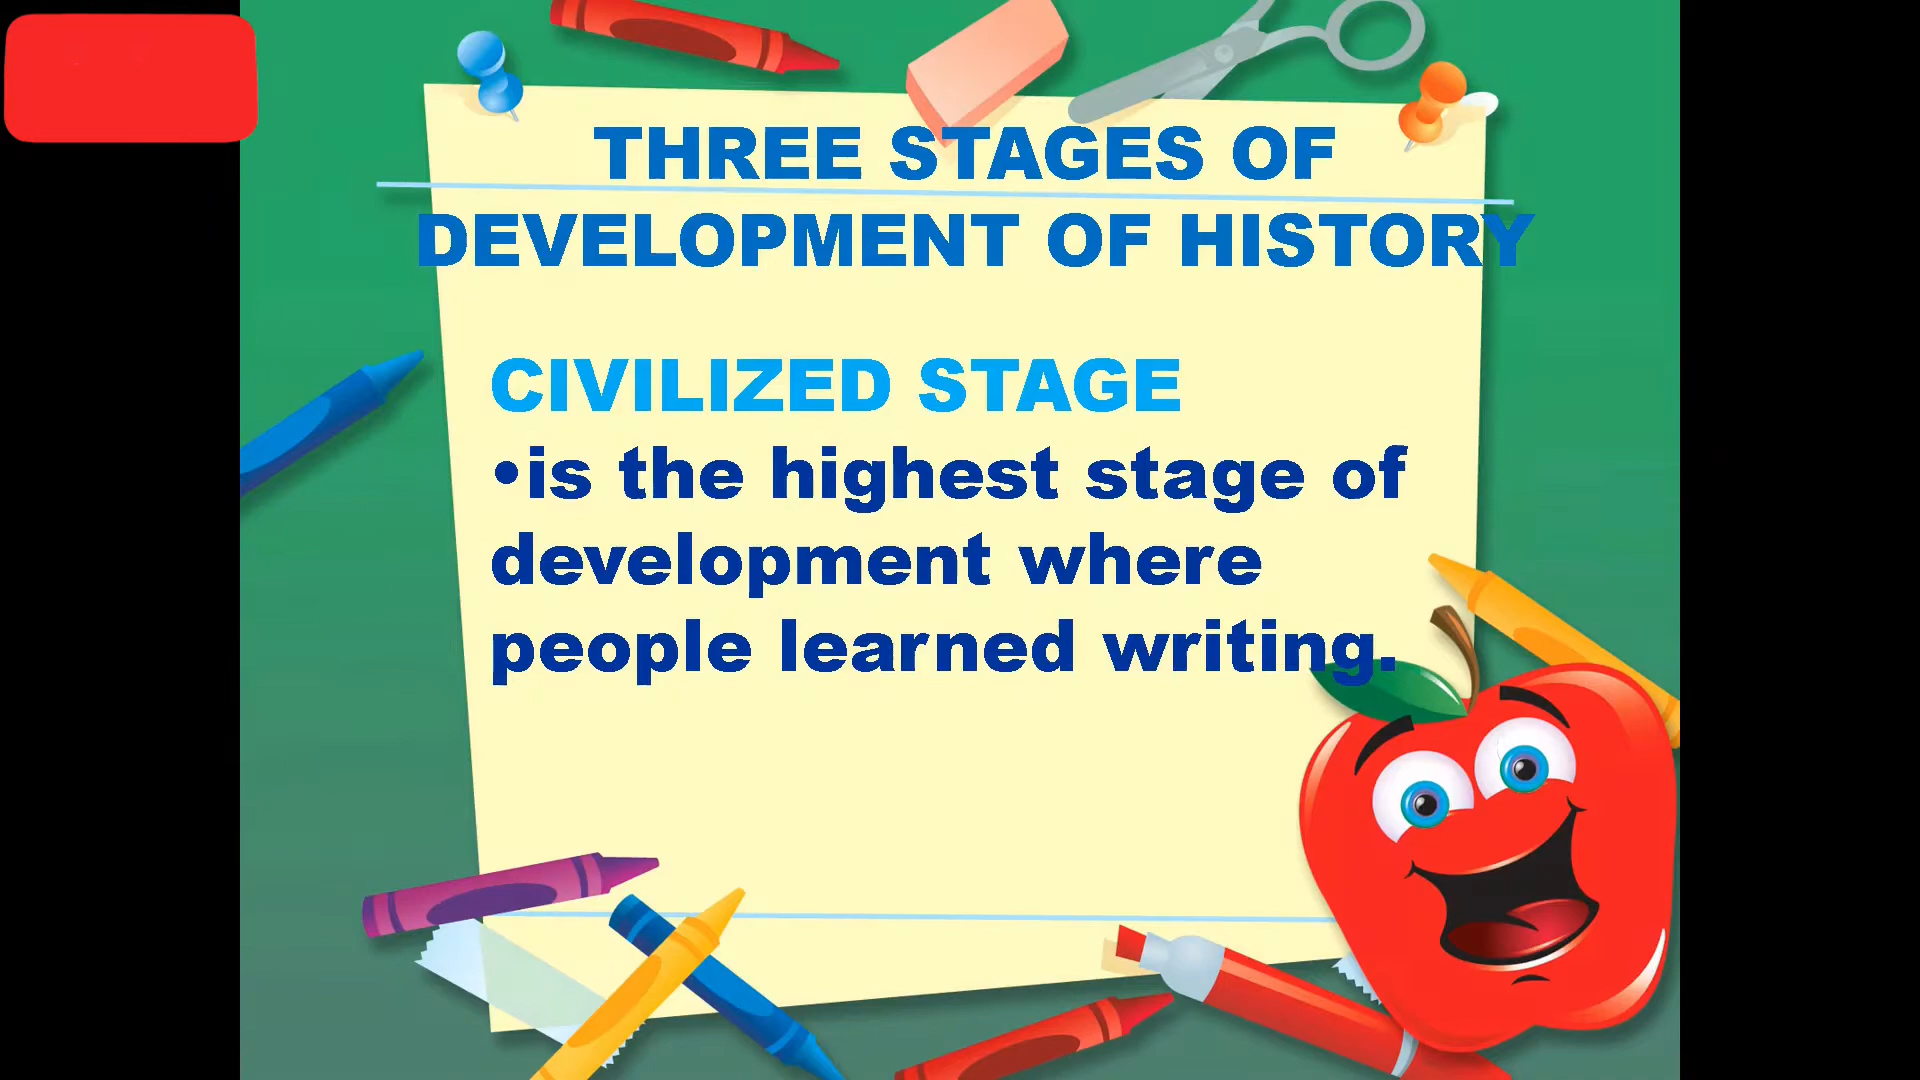 THREE STAGES OF
DEVELOPMENT OF HISTORY
CIVILIZED STAGE
•is the highest stage of
development where
people learned writing.